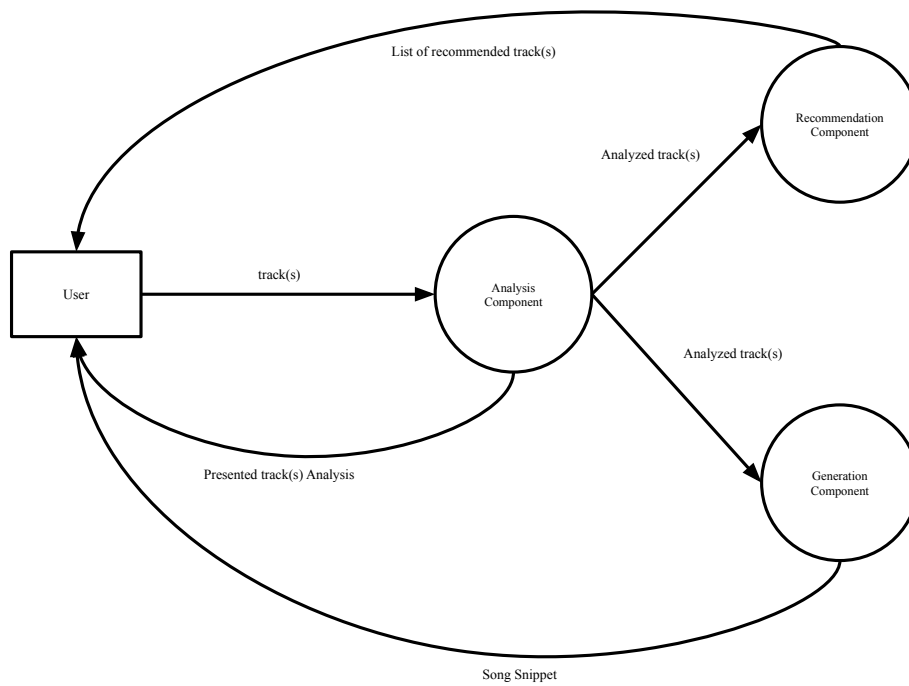 List of recommended track(s)
Recommendation
Component
Analyzed track(s)
track(s)
User
Analysis
Component
Analyzed track(s)
Presented track(s) Analysis
Generation
Component
Song Snippet